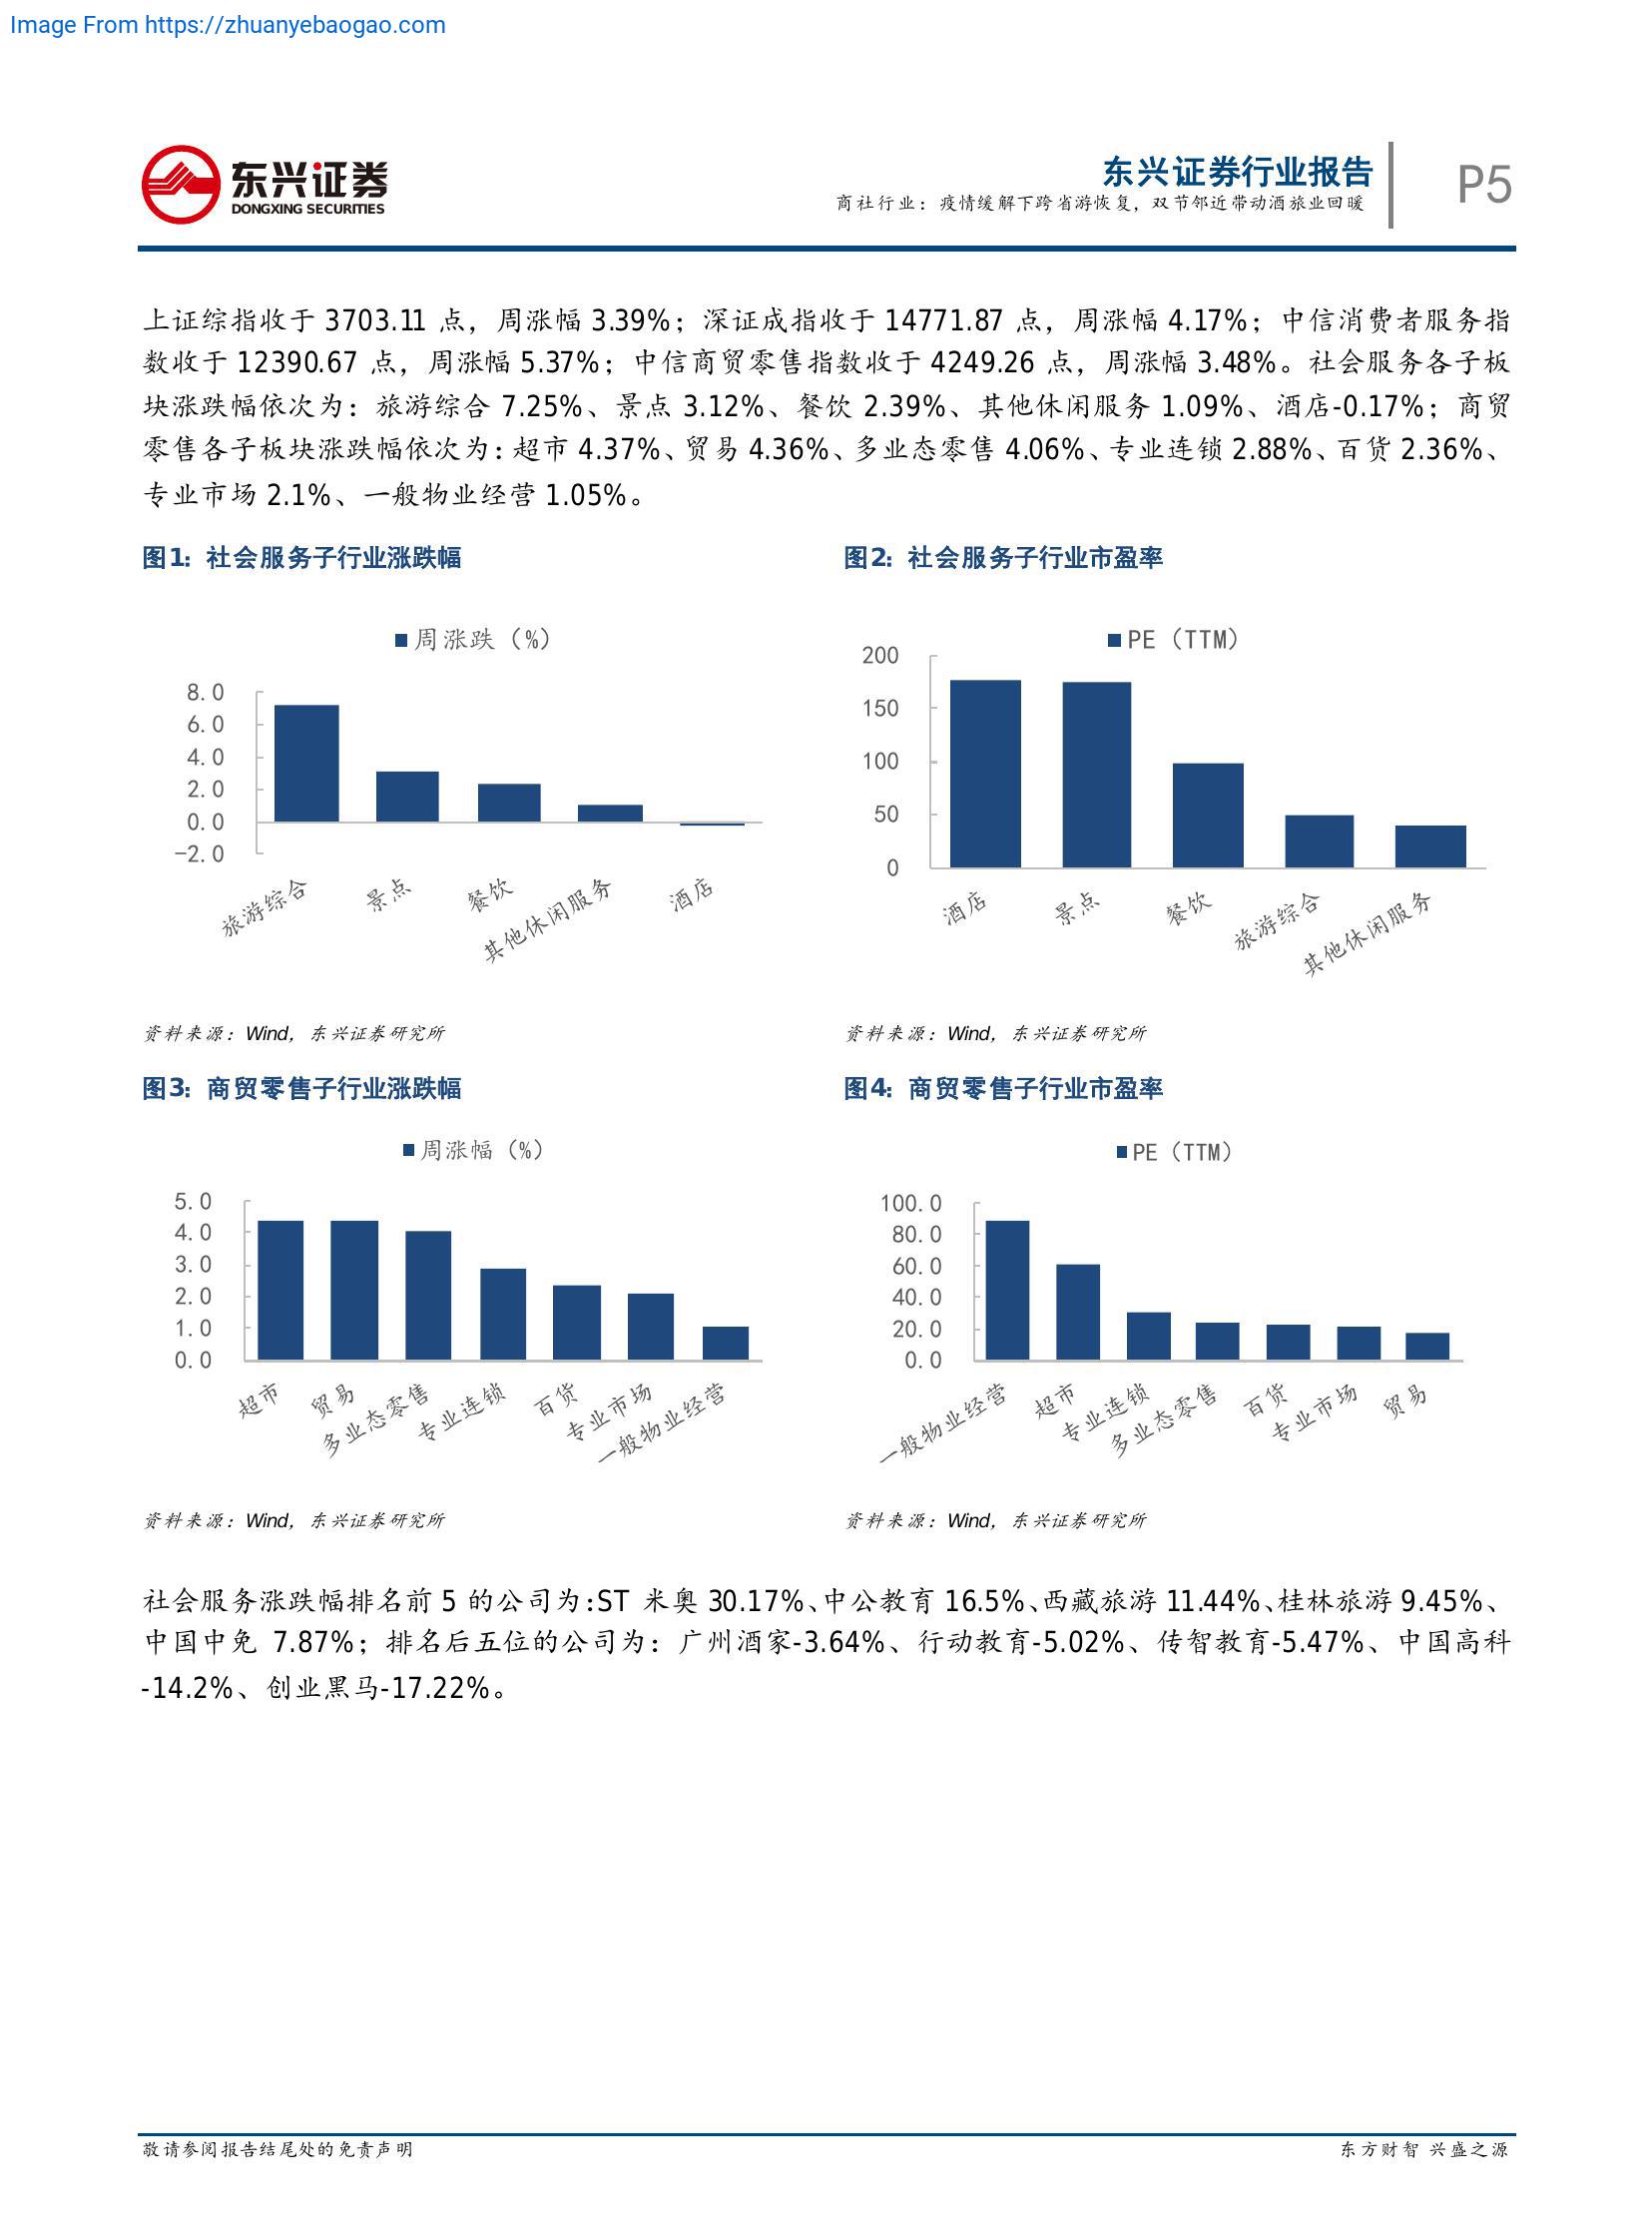 Image From https://zhuanyebaogao.com
东兴证券
DONGXING SECURITIES
东兴证券行业报告
商社行业：疫情缓解下跨省游恢复，双节邻近带动酒旅业回暖
P5
上证综指收于 3703.11 点，周涨幅 3.39%；深证成指收于 14771.87 点，周涨幅 4.17%；中信消费者服务指
数收于 12390.67 点，周涨幅 5.37%；中信商贸零售指数收于 4249.26 点，周涨幅 3.48%。社会服务各子板
块涨跌幅依次为：旅游综合 7.25%、景点 3.12%、餐饮 2.39%、其他休闲服务 1.09%、酒店-0.17%；商贸
零售各子板块涨跌幅依次为：超市 4.37%、贸易 4.36%、多业态零售 4.06%、专业连锁 2.88%、百货 2.36%、
专业市场 2.1%、一般物业经营 1.05%。
图1：社会服务子行业涨跌幅
周涨跌（%）
8.0
6.0
4.0
2.0
0.0
-2.0
旅游综合
景点
餐饮
其他休闲服务
酒店
资料来源：Wind，东兴证券研究所
图2：社会服务子行业市盈率
PE（TTM）
200
150
100
50
0
酒店
景点
餐饮
旅游综合
其他休闲服务
资料来源：Wind，东兴证券研究所
图3：商贸零售子行业涨跌幅
周涨幅（%）
5.0
4.0
3.0
2.0
1.0
0.0
超市
贸易
多业态零售
专业连锁
百货
专业市场
一般物业经营
资料来源：Wind，东兴证券研究所
图4：商贸零售子行业市盈率
PE（TTM）
100.0
80.0
60.0
40.0
20.0
0.0
一般物业经营
超市
专业连锁
多业态零售
百货
专业市场
贸易
资料来源：Wind，东兴证券研究所
社会服务涨跌幅排名前 5 的公司为：ST 米奥 30.17%、中公教育 16.5%、西藏旅游 11.44%、桂林旅游 9.45%、
中国中免 7.87%；排名后五位的公司为：广州酒家-3.64%、行动教育-5.02%、传智教育-5.47%、中国高科
-14.2%、创业黑马-17.22%。
敬请参阅报告结尾处的免责声明
东方财智 兴盛之源